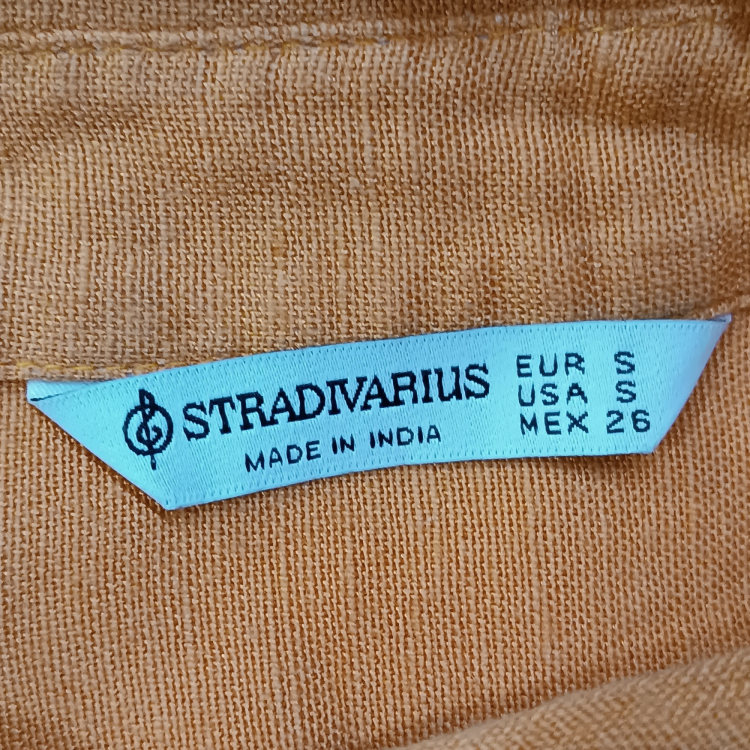 STRADIVARIUS
MADE IN INDIA
EUR S
USA S
MEX 26